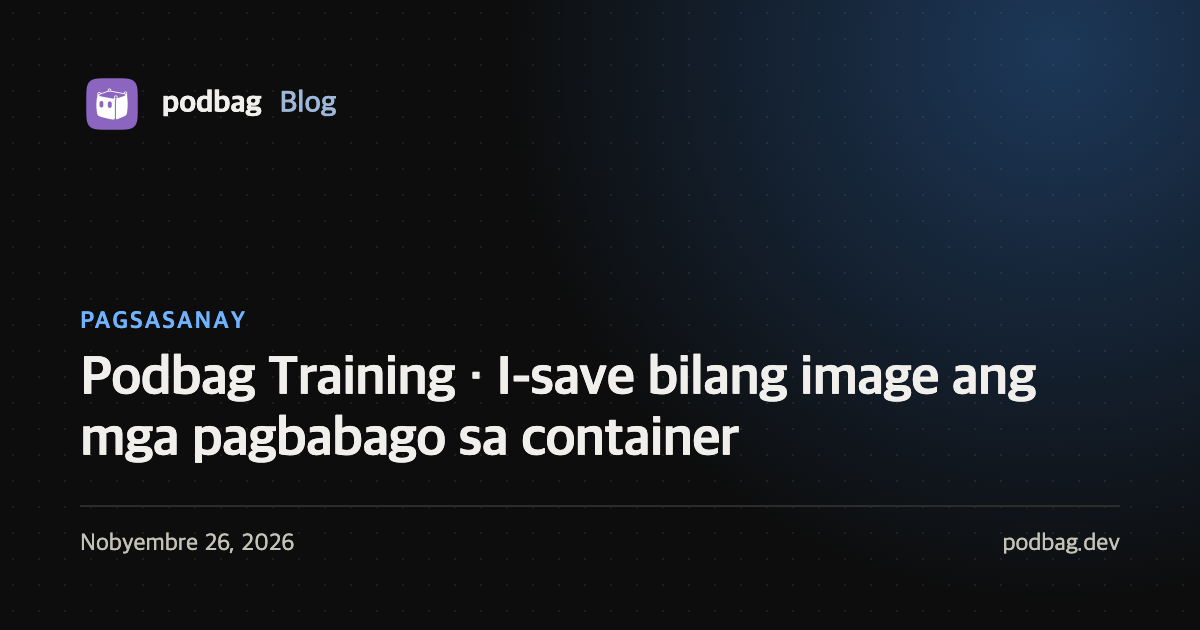 podbag Blog
PAGSASANAY
Podbag Training · I-save bilang image ang
mga pagbabago sa container
Nobyembre 26, 2026
podbag.dev